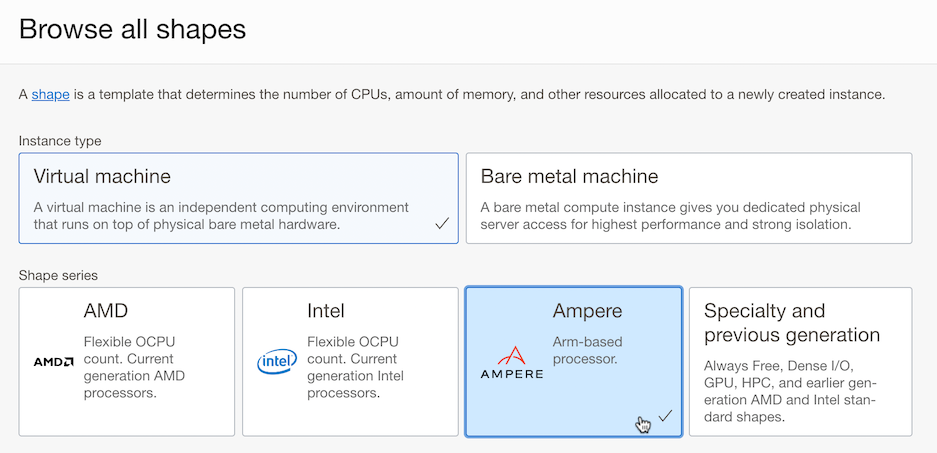 Browse all shapes
A shape is a template that determines the number of CPUs, amount of memory, and other resources allocated to a newly created instance.
Instance type
Virtual machine
A virtual machine is an independent computing environment
that runs on top of physical bare metal hardware.
Bare metal machine
A bare metal compute instance gives you dedicated physical
server access for highest performance and strong isolation.
Shape series
AMD
AMD
Flexible OCPU
count. Current
generation AMD
processors.
Intel
intel
Flexible OCPU
count. Current
generation Intel
processors.
Ampere
AMPERE
Arm-based
processor.
Specialty and
previous generation
Always Free, Dense I/O,
GPU, HPC, and earlier gen-
eration AMD and Intel stan-
dard shapes.